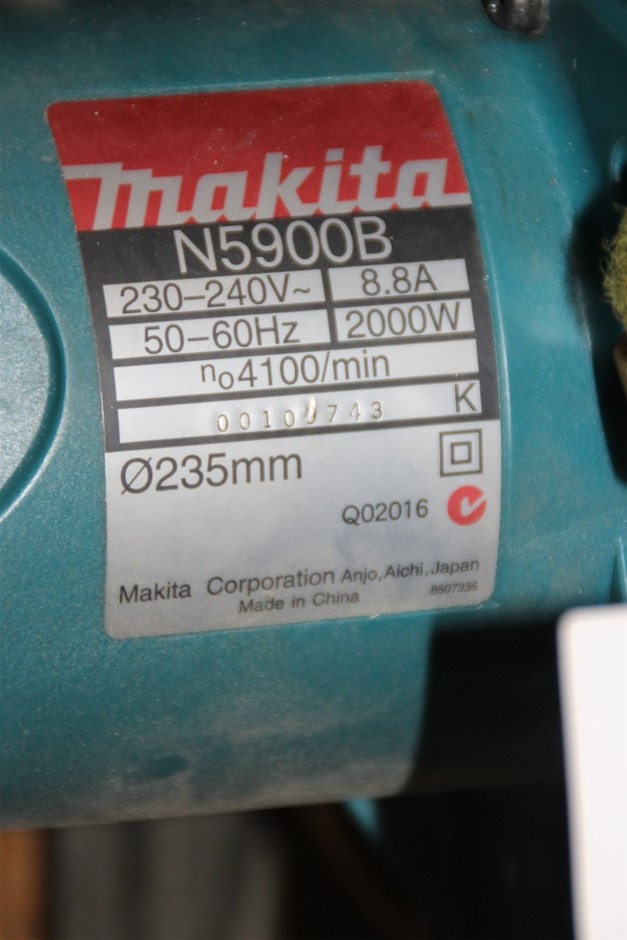 makita
N5900B
230–240V~ 8.8A
50–60Hz 2000W
no4100/min
K
Ø235mm
Q02016
Makita Corporation Anjo, Aichi, Japan
Made in China 8507336